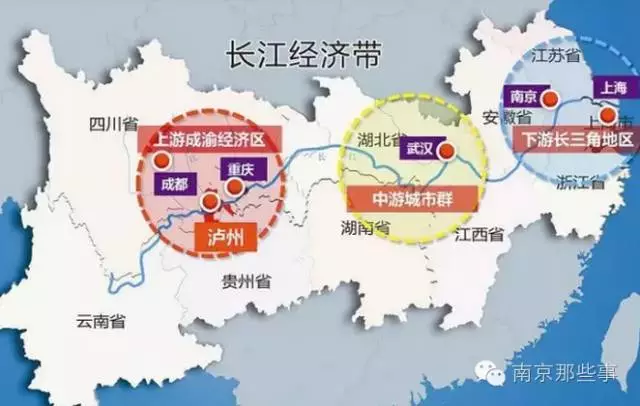 长江经济带
江苏省
南京
上海
四川省
安徽省
上游成渝经济区
湖北省
武汉
下游长三角地区
成都
重庆
浙江省
中游城市群
泸州
湖南省
江西省
贵州省
云南省
南京那些事